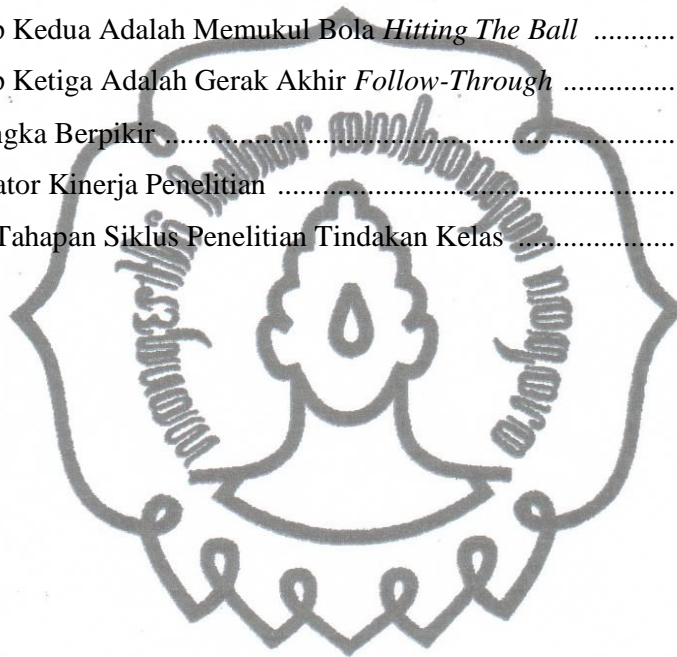 p Kedua Adalah Memukul Bola Hitting The Ball ............
p Ketiga Adalah Gerak Akhir Follow-Through ................
ngka Berpikir ..........................................................................
ator Kinerja Penelitian .........................................................
Tahapan Siklus Penelitian Tindakan Kelas ......................